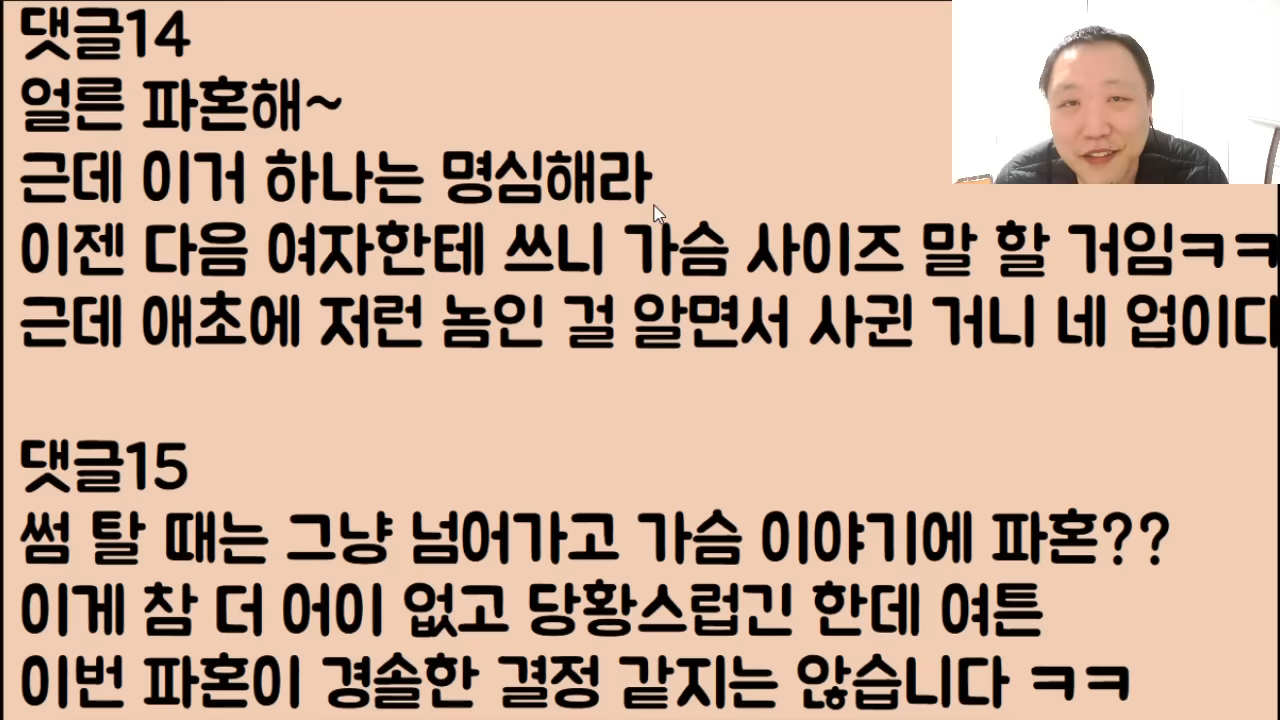 댓글14
얼른 파혼해~
근데 이거 하나는 명심해라
이젠 다음 여자한테 쓰니 가슴 사이즈 말 할 거임ㅋㅋ
근데 애초에 저런 놈인 걸 알면서 사귄 거니 네 업이다
댓글15
썸 탈 때는 그냥 넘어가고 가슴 이야기에 파혼??
이게 참 더 어이 없고 당황스럽긴 한데 여튼
이번 파혼이 경솔한 결정 같지는 않습니다 ㅋㅋ